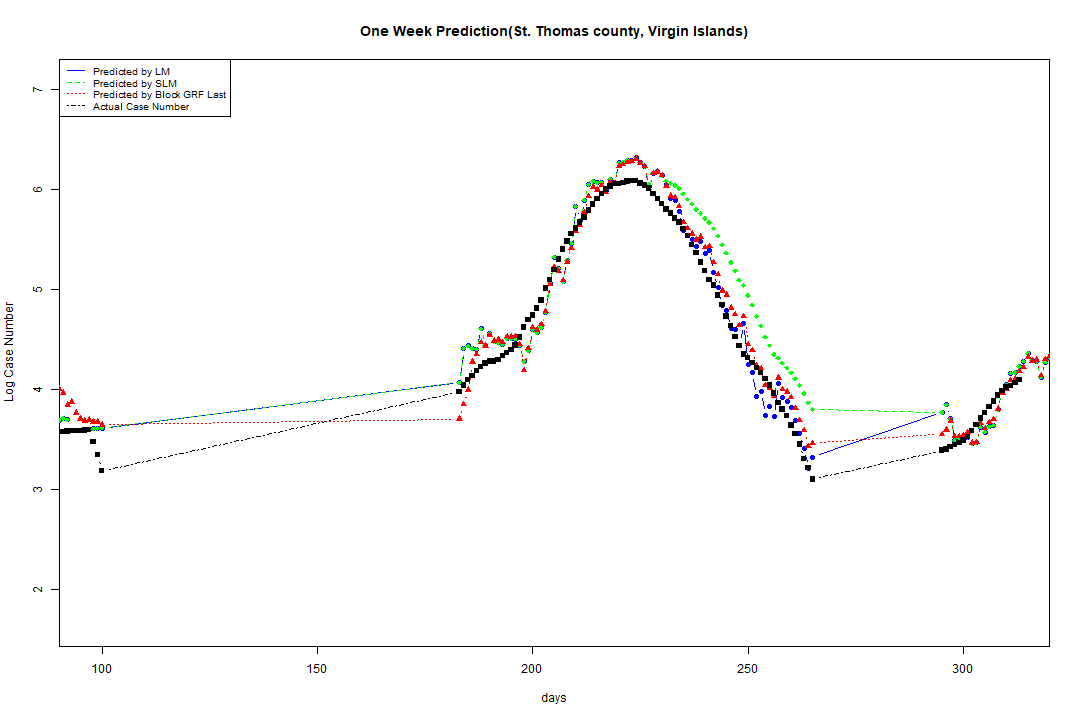 One Week Prediction(St. Thomas county, Virgin Islands)
Predicted by LM
Predicted by SLM
Predicted by Block GRF Last
Actual Case Number
7
6
5
4
3
2
Log Case Number
100 150 200 250 300
days